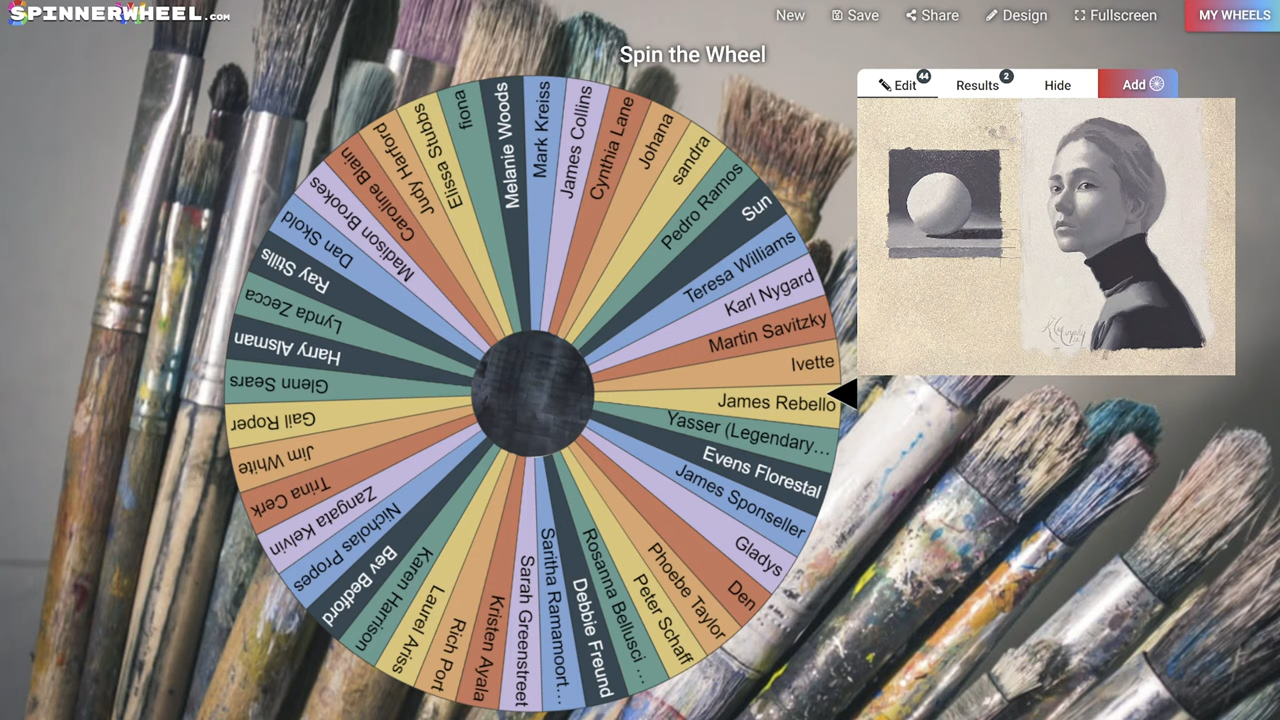 SPINNERWHEEL.COM
New
Save
Share
Design
Fullscreen
MY WHEELS
Spin the Wheel
Edit
44
Results
2
Hide
Add
Mark Kreiss
James Collins
Cynthia Lane
Johana
sandra
Pedro Ramos
Sun
Teresa Williams
Karl Nygard
Martin Savitzky
Ivette
James Rebello
Yasser (Legendary...
Evens Florestal
James Sponseller
Gladys
Den
Phoebe Taylor
Peter Schaff
Rosanna Bellusci ...
Debbie Freund
Saritha Ramamoort...
Sarah Greenstreet
Kristen Ayala
Rich Port
Laurel Ariss
Karen Harrison
Bev Bedford
Nicholas Propes
Zangata Kelvin
Trina Cerk
Jim White
Gail Roper
Glenn Sears
Harry Alsman
Lynda Zecca
Ray Stills
Dan Skold
Madison Brookes
Caroline Blain
Judy Harford
Elissa Stubbs
fiona
Melanie Woods